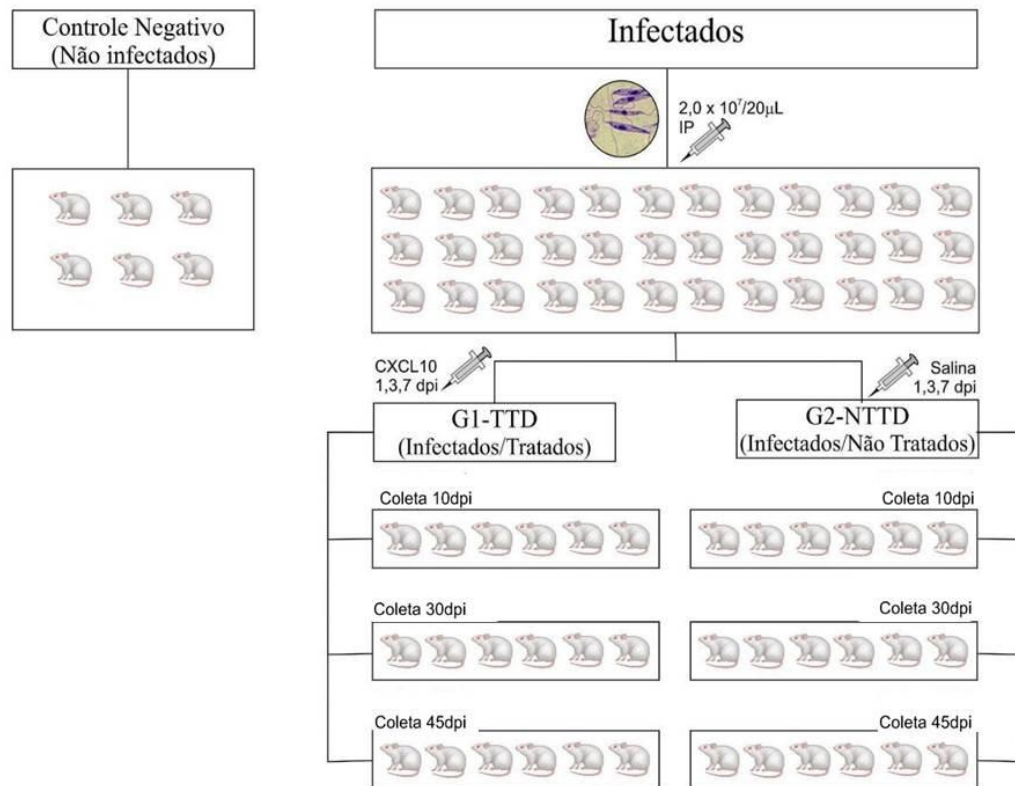 Controle Negativo
(Não infectados)
Infectados
2,0 x 10⁷/20µL
IP
CXCL10
1,3,7 dpi
Salina
1,3,7 dpi
G1-TTD
(Infectados/Tratados)
G2-NTTD
(Infectados/Não Tratados)
Coleta 10dpi
Coleta 10dpi
Coleta 30dpi
Coleta 30dpi
Coleta 45dpi
Coleta 45dpi